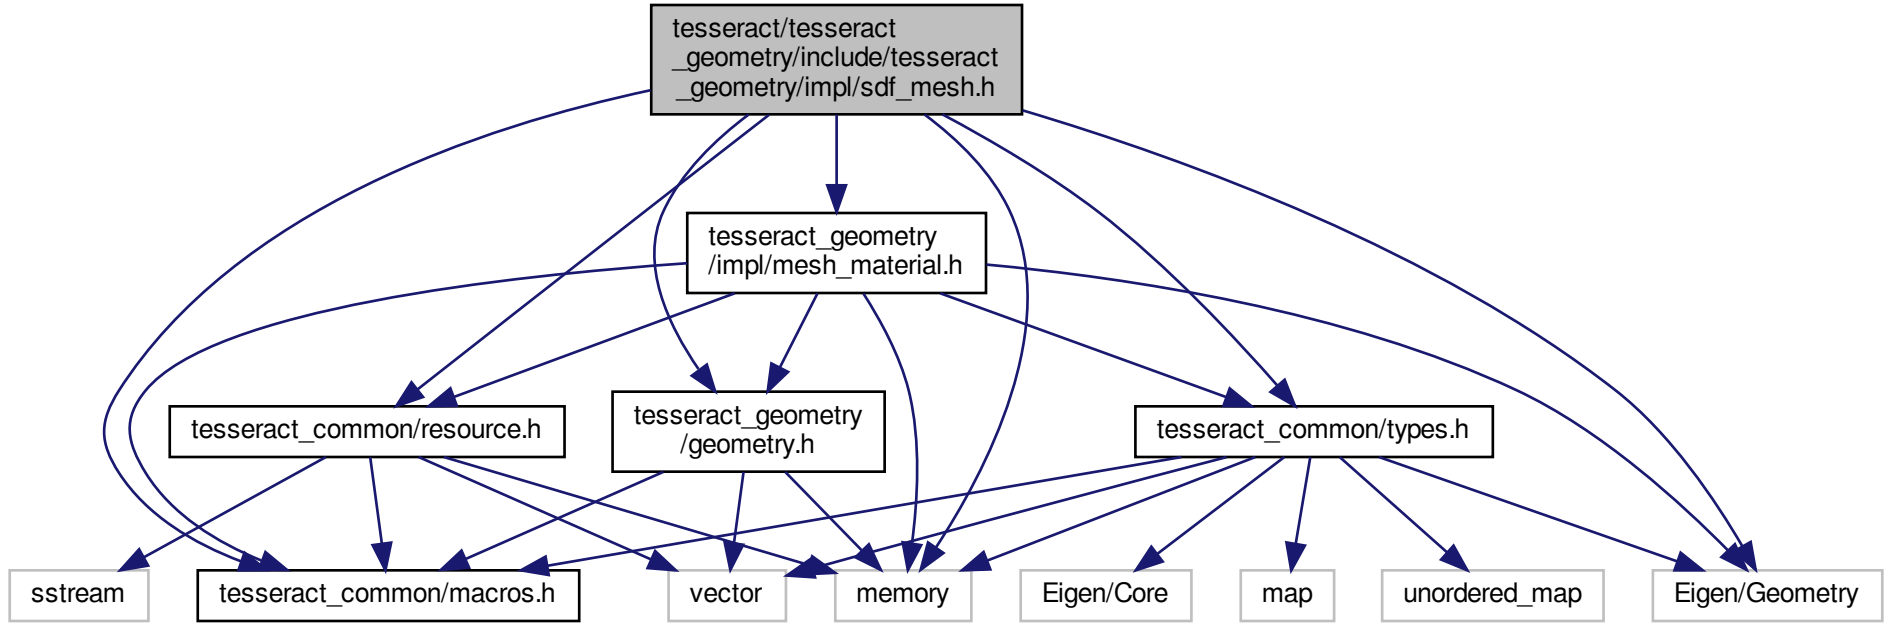 tesseract/tesseract
_geometry/include/tesseract
_geometry/impl/sdf_mesh.h
tesseract_geometry
/impl/mesh_material.h
tesseract_common/resource.h
tesseract_geometry
/geometry.h
tesseract_common/types.h
sstream
tesseract_common/macros.h
vector
memory
Eigen/Core
map
unordered_map
Eigen/Geometry